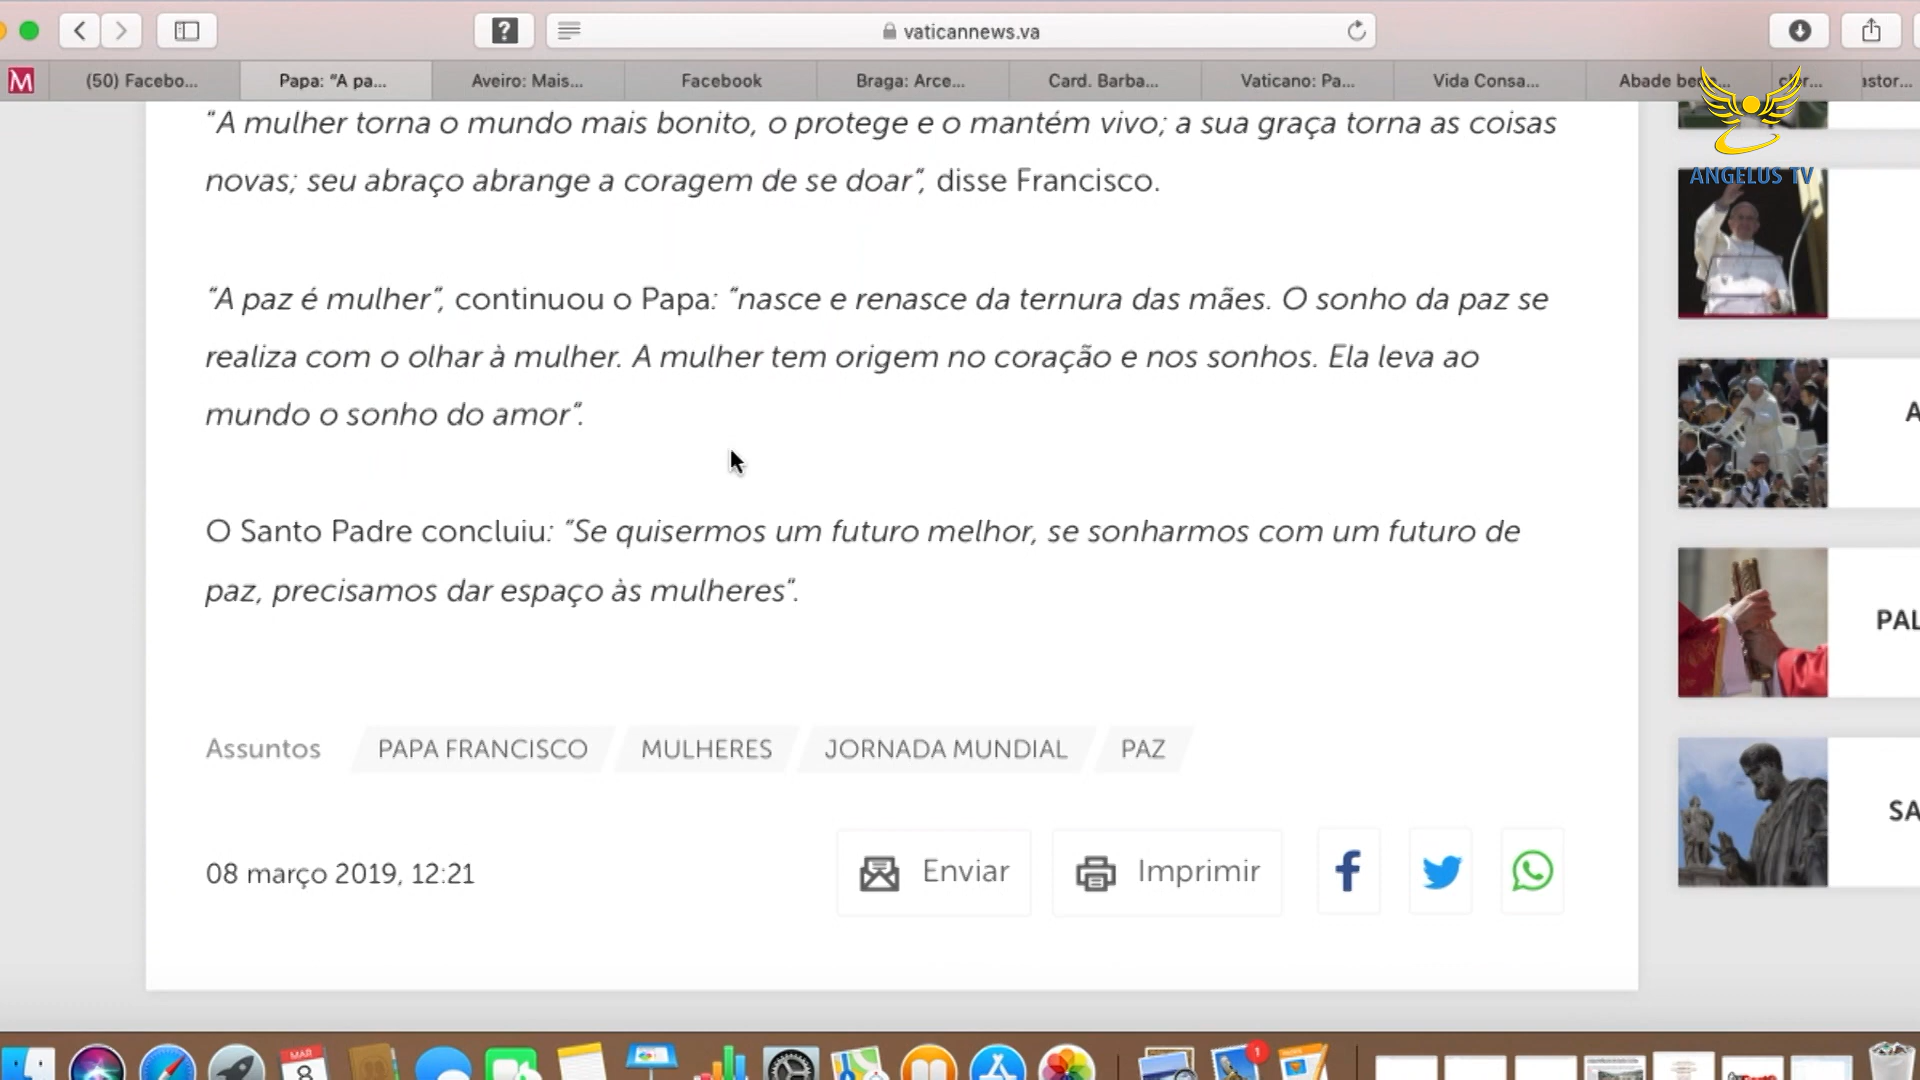 vaticannews.va
M
(50) Facebo...
Papa: “A pa...
Aveiro: Mais...
Facebook
Braga: Arce...
Card. Barba...
Vaticano: Pa...
Vida Consa...
ANGELUS TV
“A mulher torna o mundo mais bonito, o protege e o mantém vivo; a sua graça torna as coisas
novas; seu abraço abrange a coragem de se doar”, disse Francisco.
“A paz é mulher”, continuou o Papa: “nasce e renasce da ternura das mães. O sonho da paz se
realiza com o olhar à mulher. A mulher tem origem no coração e nos sonhos. Ela leva ao
mundo o sonho do amor”.
O Santo Padre concluiu: “Se quisermos um futuro melhor, se sonharmos com um futuro de
paz, precisamos dar espaço às mulheres”.
Assuntos PAPA FRANCISCO MULHERES JORNADA MUNDIAL PAZ
08 março 2019, 12:21 Enviar Imprimir
A
PAL
SA
MAR
8
1